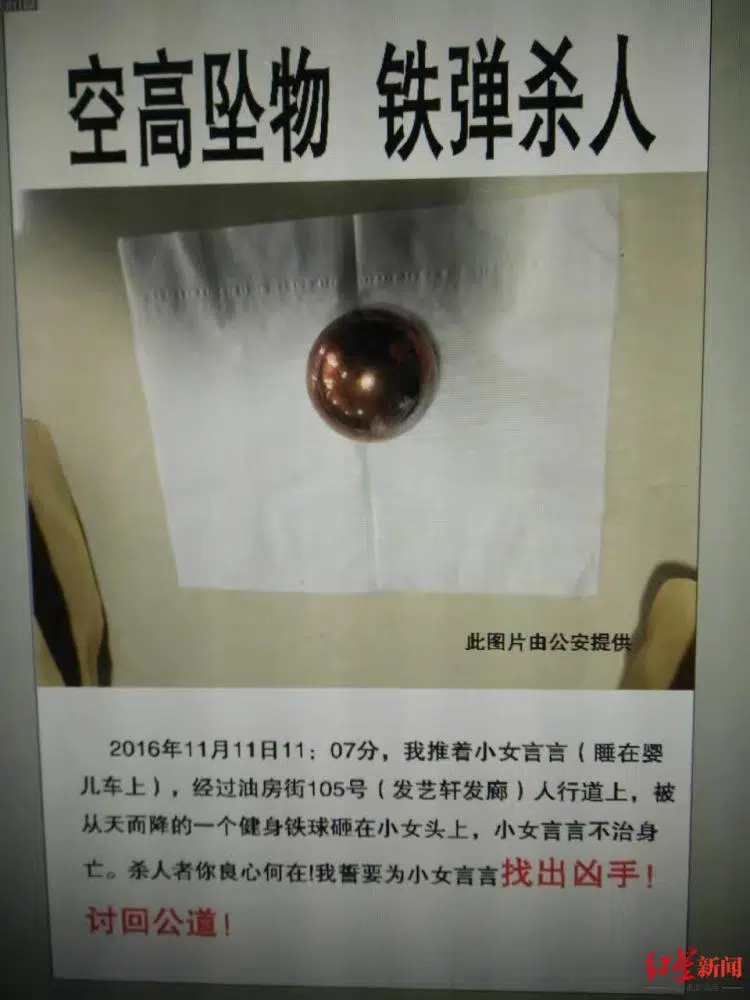 空高坠物 铁弹杀人
此图片由公安提供
2016年11月11日11：07分，我推着小女言言（睡在婴
儿车上），经过油房街105号（发艺轩发廊）人行道上，被
从天而降的一个健身铁球砸在小女头上，小女言言不治身
亡。杀人者你良心何在!我誓要为小女言言找出凶手！
讨回公道！
红星新闻